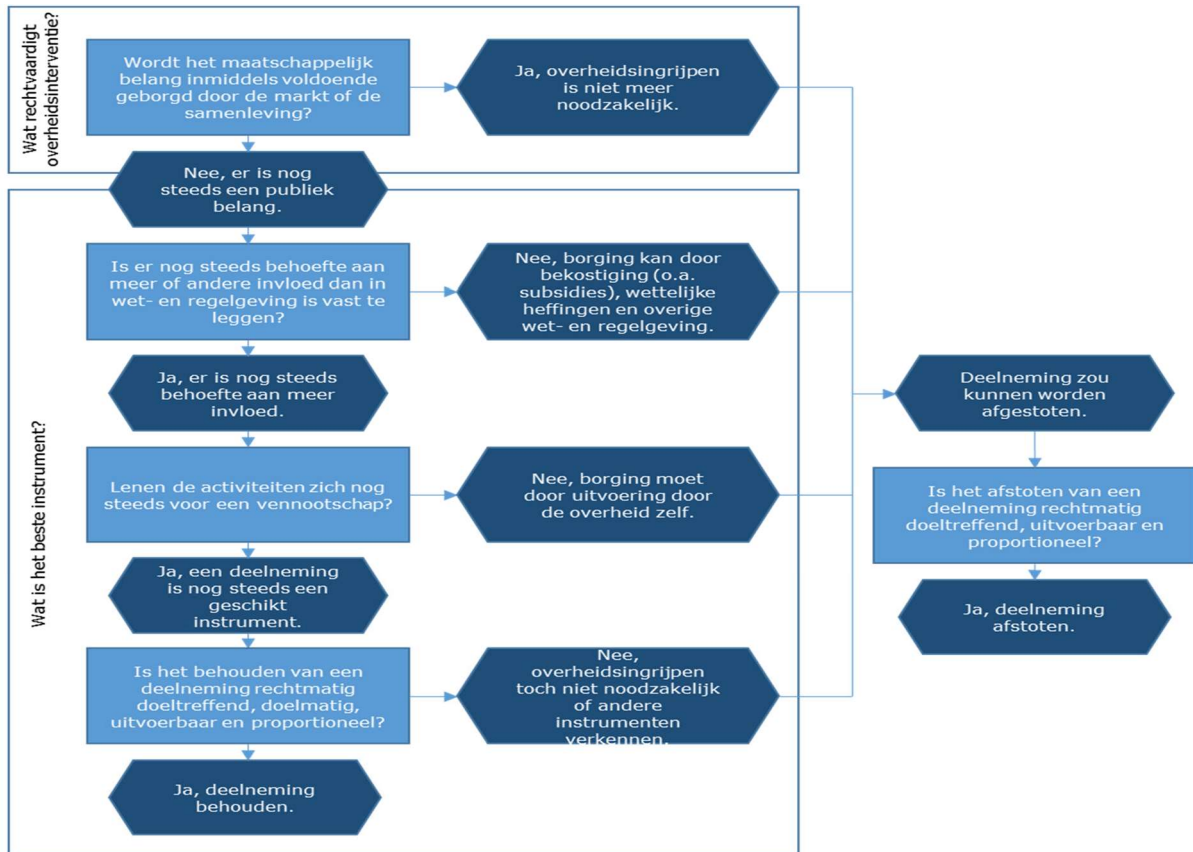 Wat rechtvaardigt
overheidsinterventie?
Wordt het maatschappelijk
belang inmiddels voldoende
geborgd door de markt of de
samenleving?
Ja, overheidsingrijpen
is niet meer
noodzakelijk.
Nee, er is nog
steeds een publiek
belang.
Wat is het beste instrument?
Is er nog steeds behoefte aan
meer of andere invloed dan in
wet- en regelgeving is vast te
leggen?
Nee, borging kan door
bekostiging (o.a.
subsidies), wettelijke
heffingen en overige
wet- en regelgeving.
Ja, er is nog steeds
behoefte aan meer
invloed.
Lenen de activiteiten zich nog
steeds voor een vennootschap?
Nee, borging moet
door uitvoering door
de overheid zelf.
Ja, een deelneming
is nog steeds een
geschikt
instrument.
Is het behouden van een
deelneming rechtmatig
doeltreffend, doelmatig,
uitvoerbaar en proportioneel?
Nee,
overheidsingrijpen
toch niet noodzakelijk
of andere
instrumenten
verkennen.
Ja, deelneming
behouden.
Deelneming zou
kunnen worden
afgestoten.
Is het afstoten van een
deelneming rechtmatig
doeltreffend, uitvoerbaar en
proportioneel?
Ja, deelneming
afstoten.